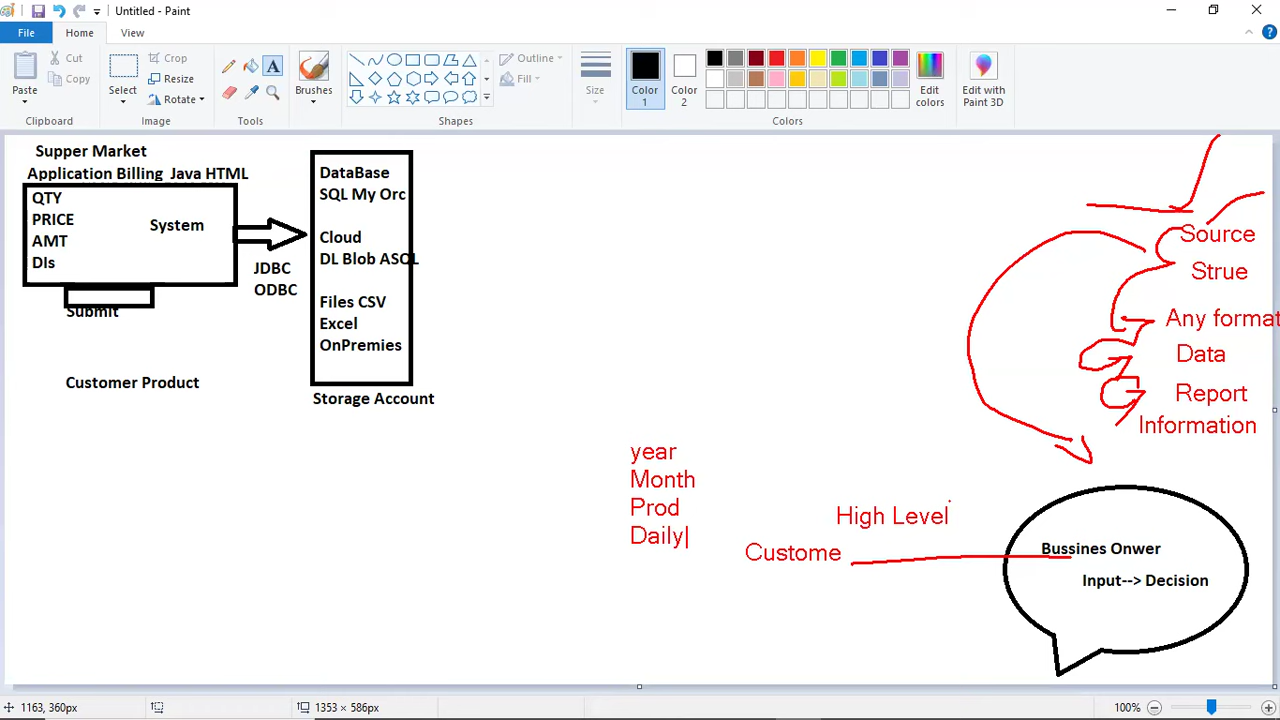 Untitled - Paint
File
Home
View
Paste
Cut
Copy
Clipboard
Select
Crop
Resize
Rotate
Image
A
Tools
Brushes
Outline
Fill
Shapes
Size
Color 1
Color 2
Edit colors
Colors
Edit with Paint 3D
Supper Market
Application Billing Java HTML
QTY
PRICE
AMT
DIs
System
Submit
Customer Product
JDBC
ODBC
DataBase
SQL My Orc
Cloud
DL Blob ASQL
Files CSV
Excel
OnPremies
Storage Account
Source
Strue
Any format
Data
Report
Information
year
Month
Prod
Daily
High Level
Custome
Bussines Onwer
Input--> Decision
1163, 360px
1353 × 586px
100%